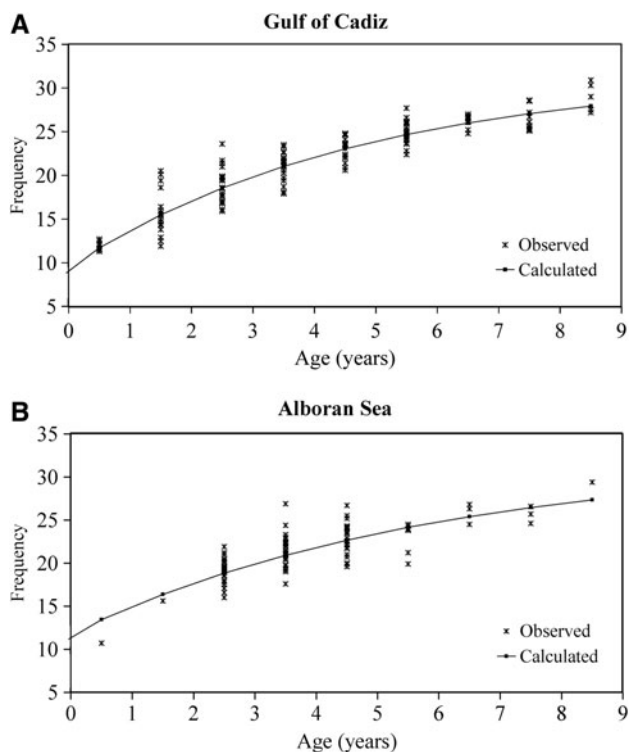 A
Gulf of Cadiz
35
30
25
20
15
10
5
Frequency
Observed
Calculated
0 1 2 3 4 5 6 7 8 9
Age (years)
B
Alboran Sea
35
30
25
20
15
10
5
Frequency
Observed
Calculated
0 1 2 3 4 5 6 7 8 9
Age (years)